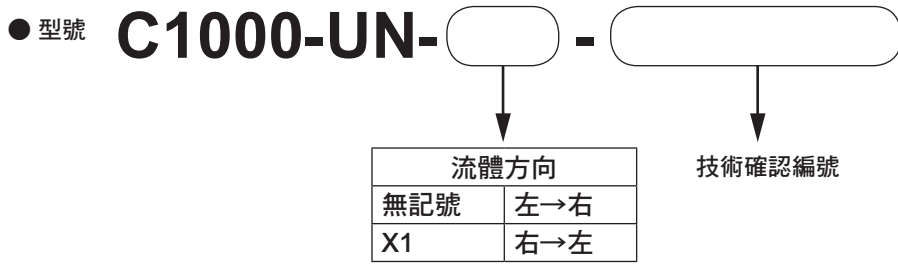 ● 型號 C1000-UN- -
流體方向
技術確認編號
無記號 左→右
X1 右→左